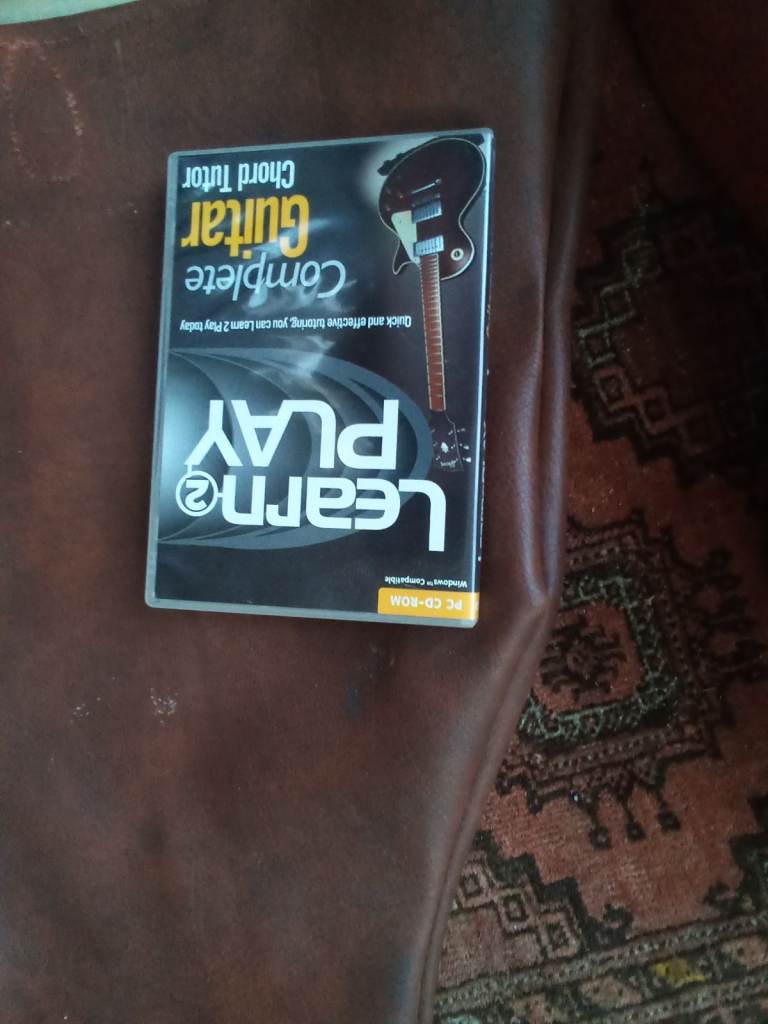 PC CD-ROM
Windows™ Compatible
Learn 2
PLAY
Quick and effective tutoring, you can Learn 2 Play today
Complete
Guitar
Chord Tutor